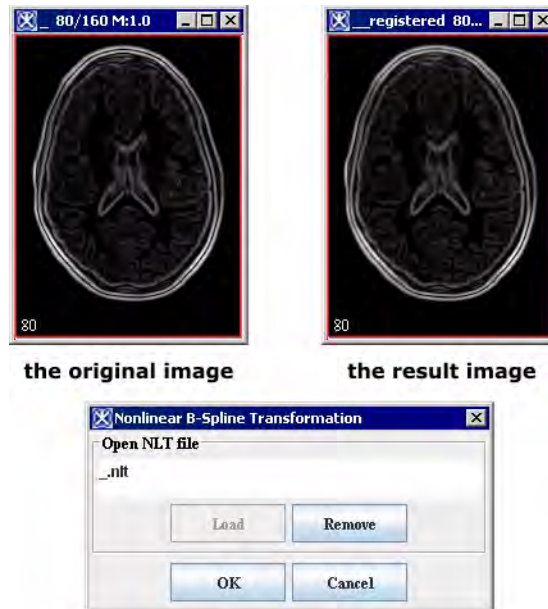 _ 80/160 M:1.0
__registered 80...
80
80
the original image
the result image
Nonlinear B-Spline Transformation
Open NLT file
_.nlt
Load
Remove
OK
Cancel